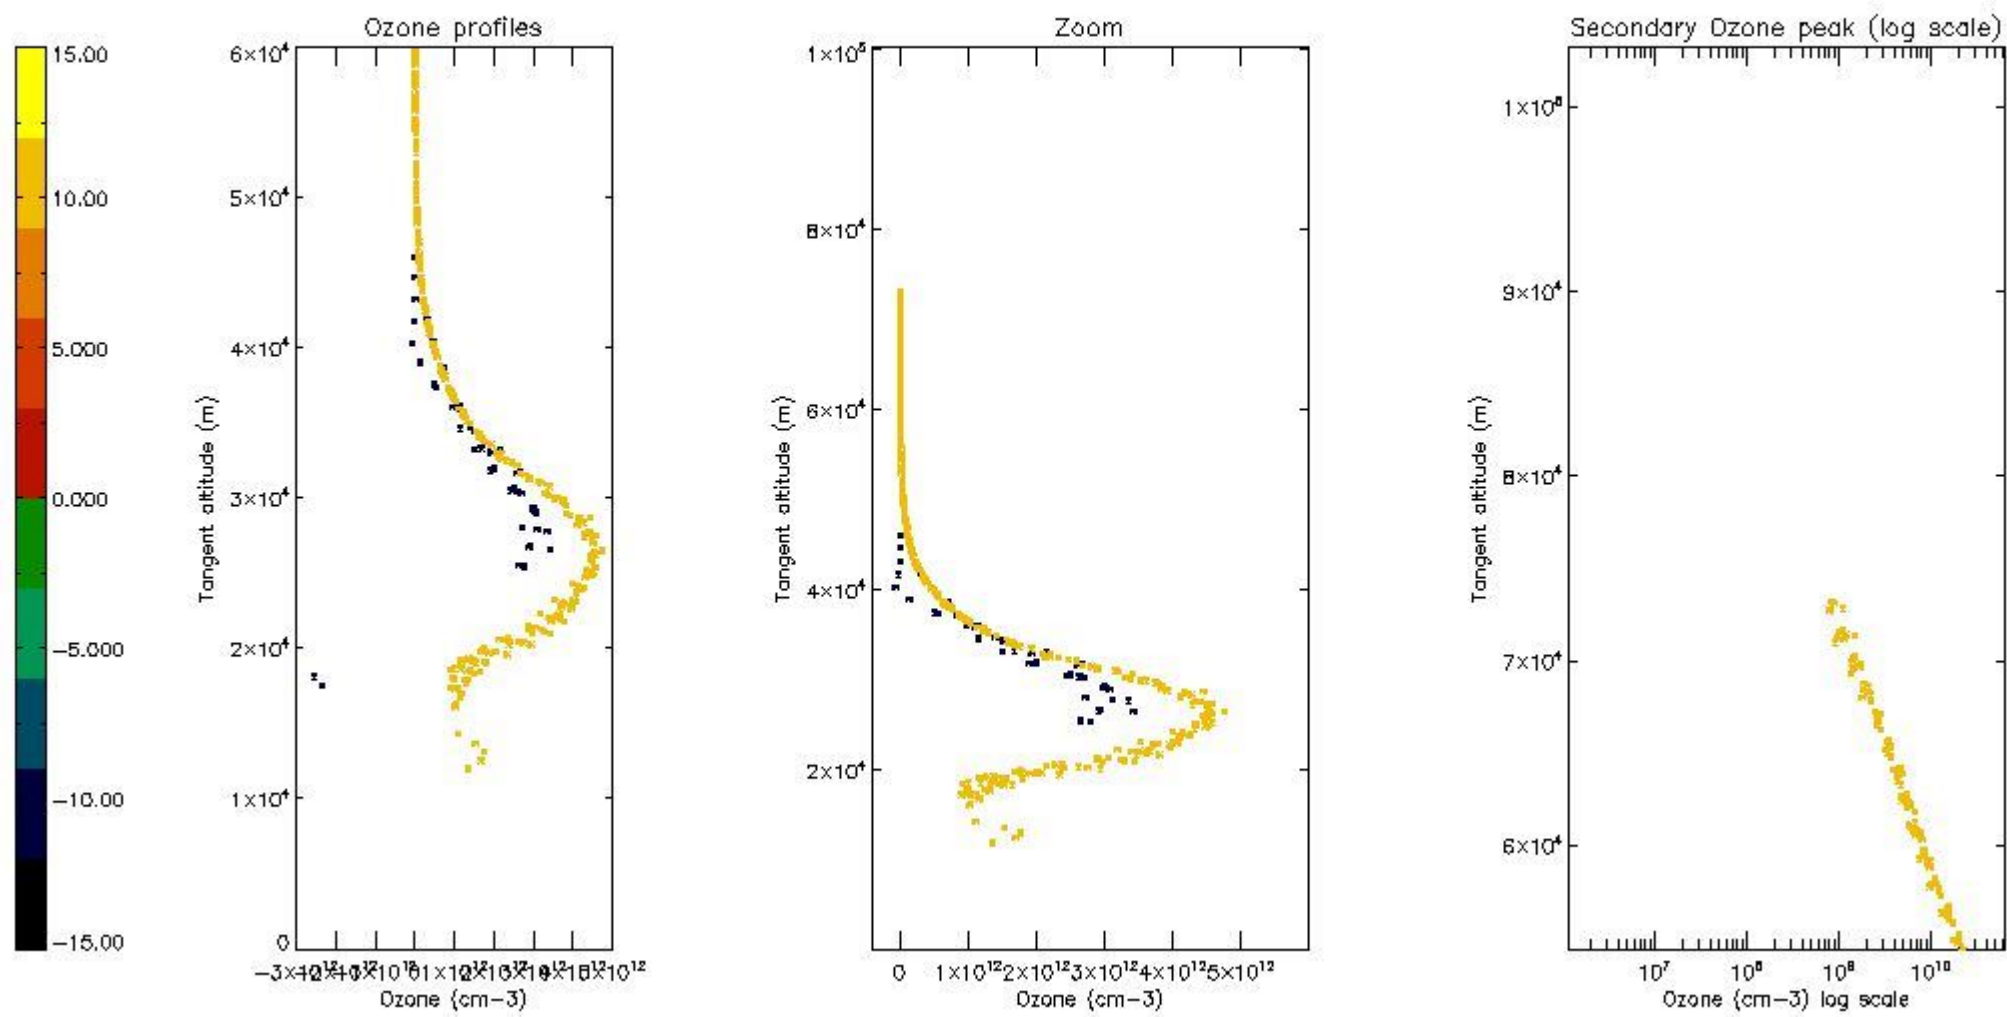 Ozone profiles
Zoom
Secondary Ozone peak (log scale)
15.00
10.00
5.000
0.000
−5.000
−10.00
−15.00
6×10⁴
5×10⁴
4×10⁴
3×10⁴
2×10⁴
1×10⁴
0
Tangent altitude (m)
Ozone (cm−3)
1×10⁵
8×10⁴
6×10⁴
4×10⁴
2×10⁴
Tangent altitude (m)
0 1×10¹² 2×10¹² 3×10¹² 4×10¹² 5×10¹²
Ozone (cm−3)
9×10⁴
8×10⁴
7×10⁴
6×10⁴
Tangent altitude (m)
10⁷ 10⁸ 10⁹ 10¹⁰
Ozone (cm−3) log scale